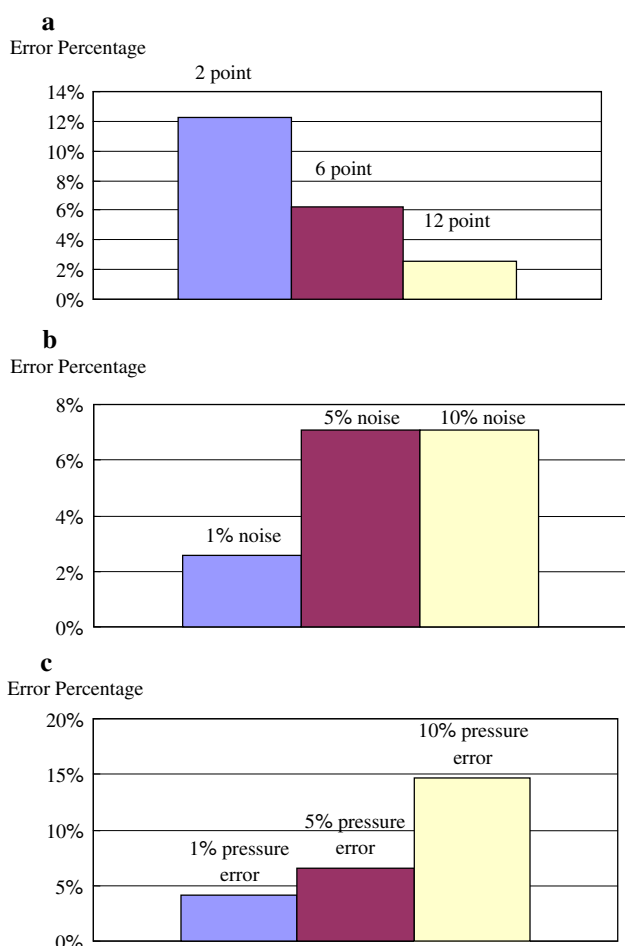 a
Error Percentage
2 point
14%
12%
10%
6 point
8%
6%
12 point
4%
2%
0%
b
Error Percentage
8%
5% noise 10% noise
6%
4%
1% noise
2%
0%
c
Error Percentage
20%
10% pressure
error
15%
5% pressure
error
10%
1% pressure
error
5%
0%